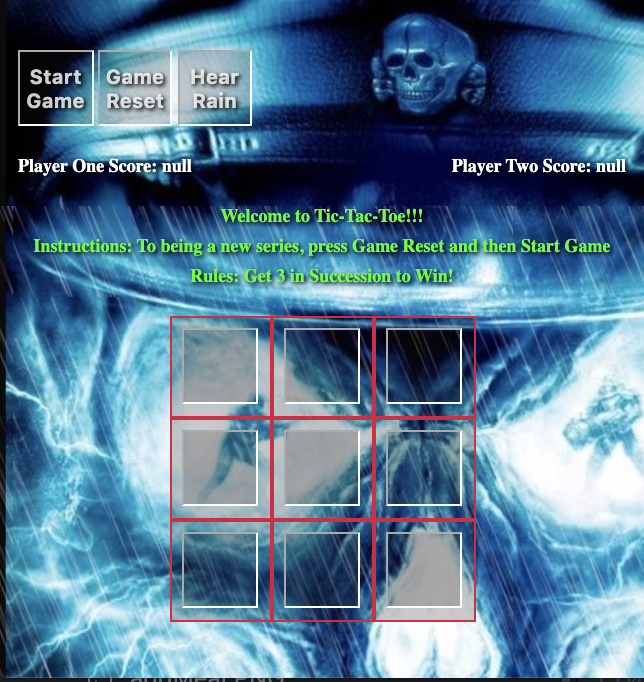 Start Game
Game Reset
Hear Rain
Player One Score: null
Player Two Score: null
Welcome to Tic-Tac-Toe!!!
Instructions: To being a new series, press Game Reset and then Start Game
Rules: Get 3 in Succession to Win!